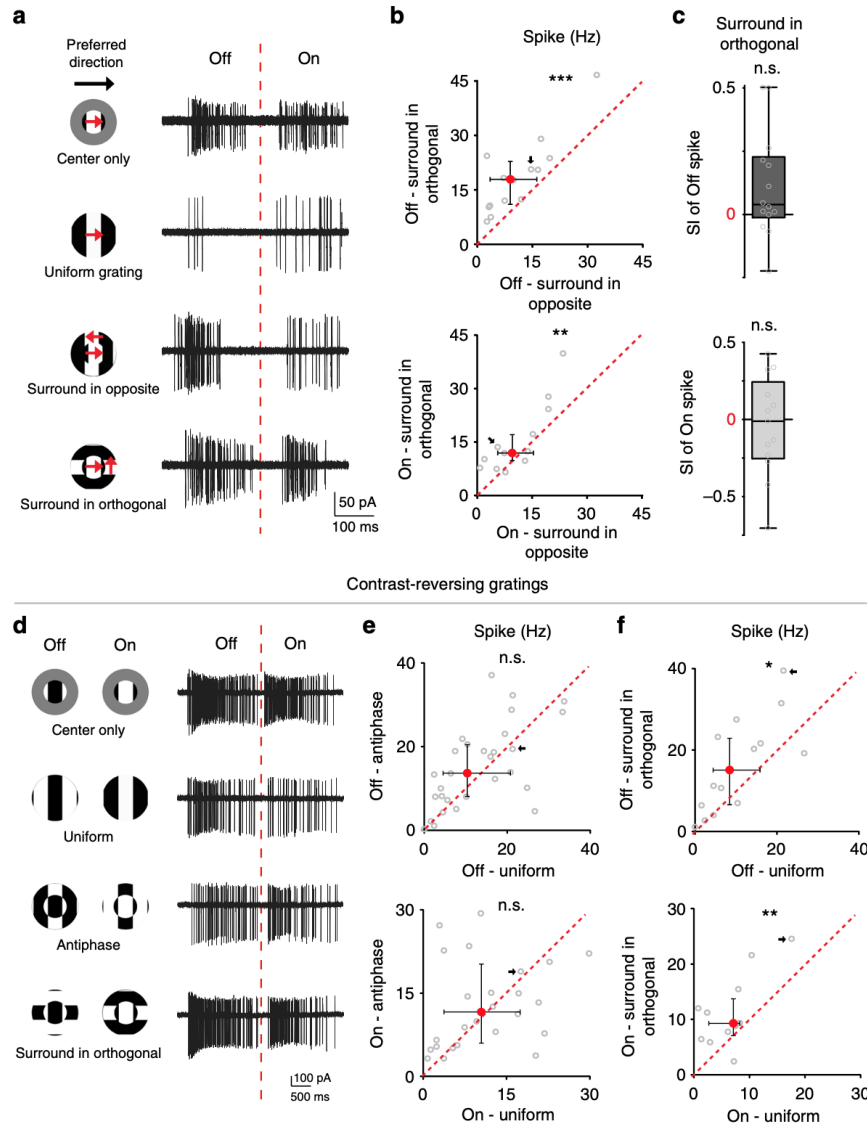 a
Preferred
direction
Off
On
Center only
Uniform grating
Surround in opposite
Surround in orthogonal
50 pA
100 ms
b
Spike (Hz)
***
Off - surround in
orthogonal
45
30
15
0
0
15
30
45
Off - surround in
opposite
**
On - surround in
orthogonal
45
30
15
0
0
15
30
45
On - surround in
opposite
c
Surround in
orthogonal
n.s.
0.5
0
SI of Off spike
n.s.
0.5
0
–0.5
SI of On spike
Contrast-reversing gratings
d
Off
On
Off
On
Center only
Uniform
Antiphase
Surround in orthogonal
100 pA
500 ms
e
Spike (Hz)
n.s.
Off - antiphase
40
20
0
0
20
40
Off - uniform
n.s.
On - antiphase
30
15
0
0
15
30
On - uniform
f
Spike (Hz)
*
Off - surround in
orthogonal
40
20
0
0
20
40
Off - uniform
**
On - surround in
orthogonal
30
20
10
0
0
10
20
30
On - uniform